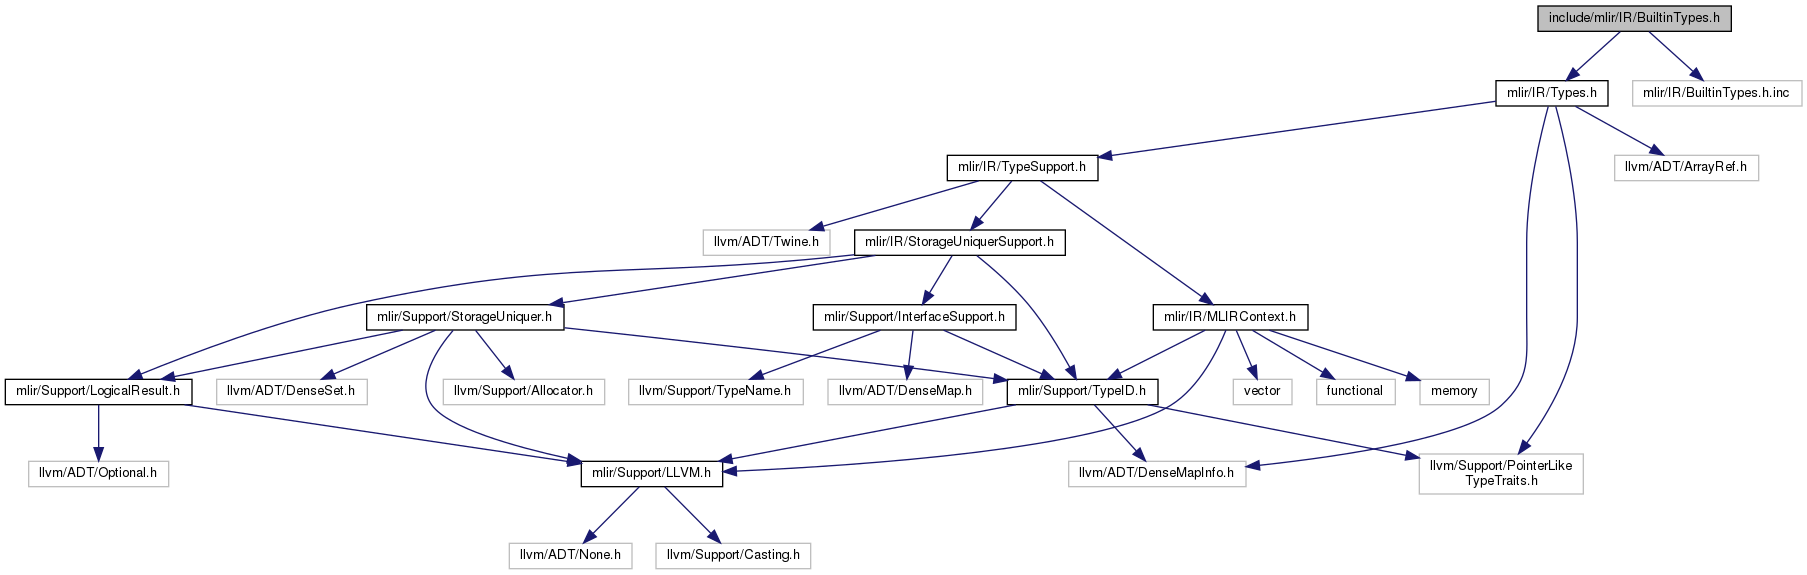 include/mlir/IR/BuiltinTypes.h
mlir/IR/Types.h
mlir/IR/BuiltinTypes.h.inc
mlir/IR/TypeSupport.h
llvm/ADT/ArrayRef.h
llvm/ADT/Twine.h
mlir/IR/StorageUniquerSupport.h
mlir/Support/StorageUniquer.h
mlir/Support/InterfaceSupport.h
mlir/IR/MLIRContext.h
mlir/Support/LogicalResult.h
llvm/ADT/DenseSet.h
llvm/Support/Allocator.h
llvm/Support/TypeName.h
llvm/ADT/DenseMap.h
mlir/Support/TypeID.h
vector
functional
memory
llvm/ADT/Optional.h
mlir/Support/LLVM.h
llvm/ADT/DenseMapInfo.h
llvm/Support/PointerLike
TypeTraits.h
llvm/ADT/None.h
llvm/Support/Casting.h